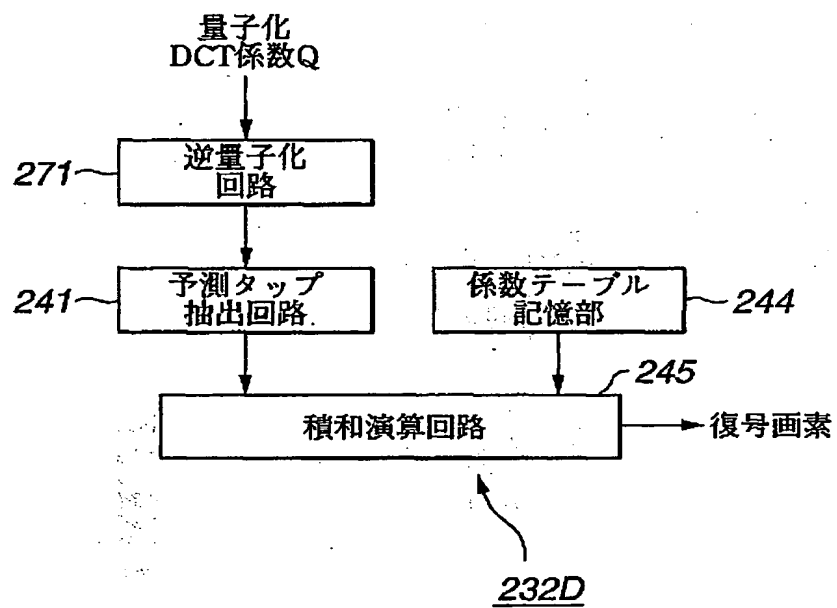 量子化
DCT係数Q
271
逆量子化
回路
241
予測タップ
抽出回路
係数テーブル
記憶部
244
245
積和演算回路
復号画素
232D